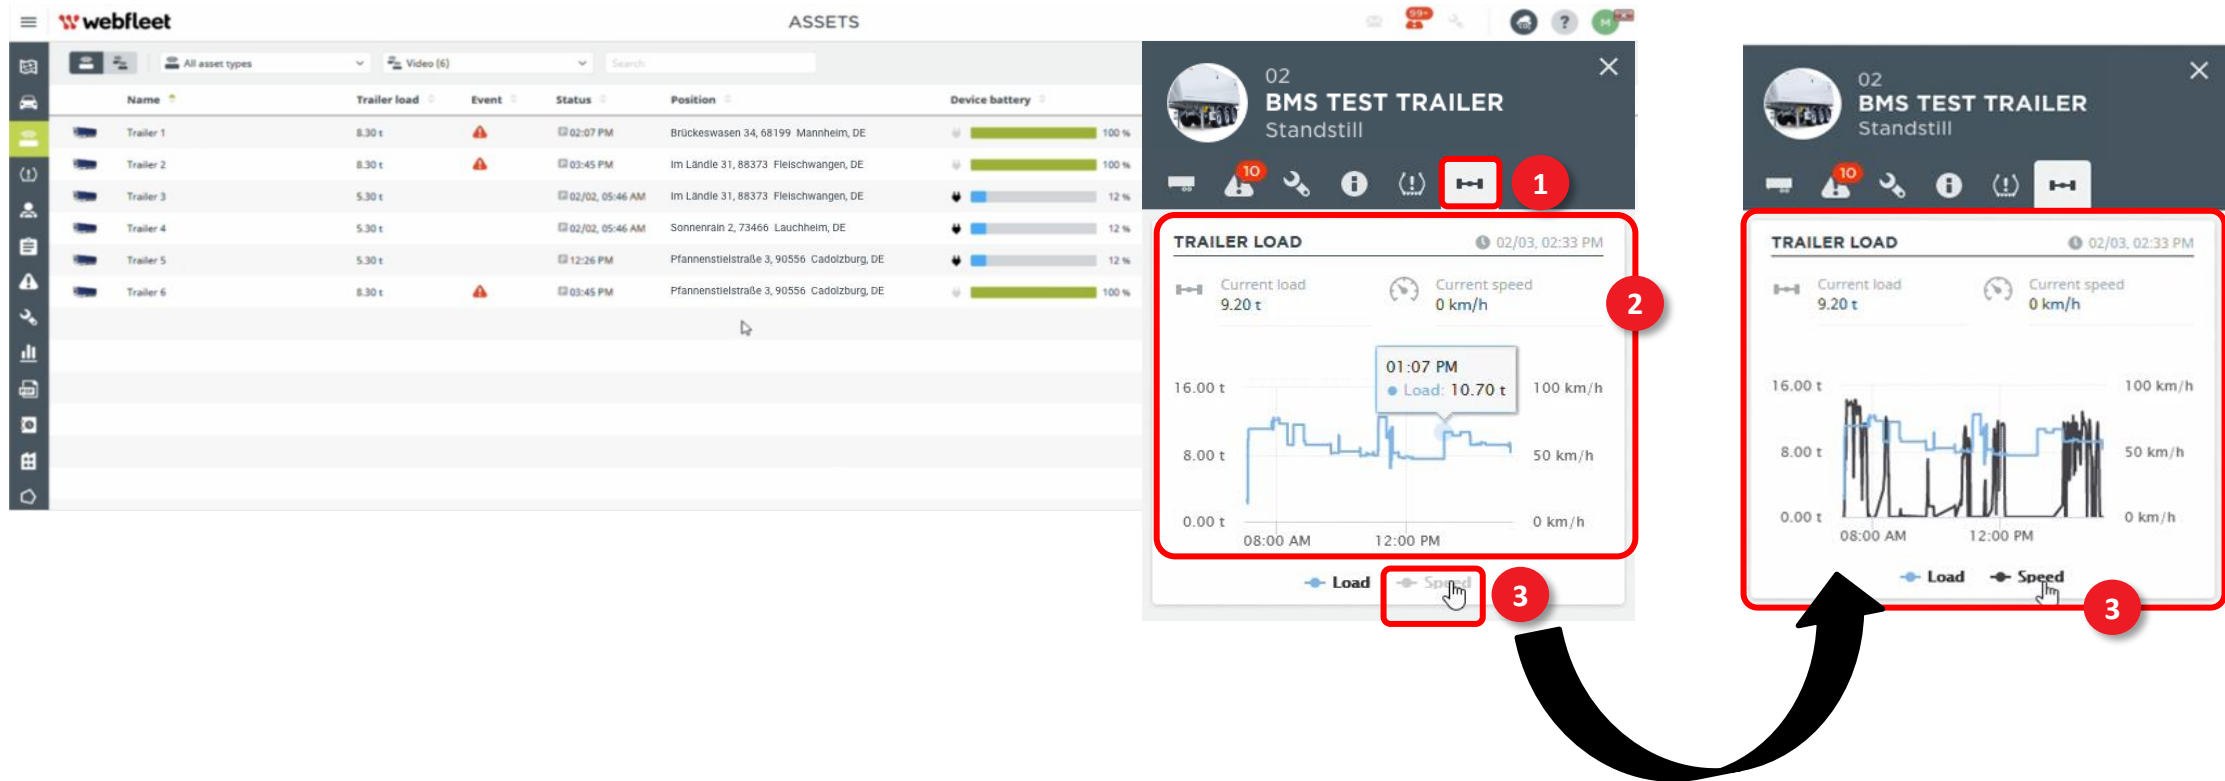 webfleet
ASSETS
99+
?
M
All asset types
Video (6)
Search
Name
Trailer load
Event
Status
Position
Device battery
Trailer 1
8.30 t
02:07 PM
Brückeswasen 34, 68199 Mannheim, DE
100 %
Trailer 2
8.30 t
03:45 PM
Im Ländle 31, 88373 Fleischwangen, DE
100 %
Trailer 3
5.30 t
02/02, 05:46 AM
Im Ländle 31, 88373 Fleischwangen, DE
12 %
Trailer 4
5.30 t
02/02, 05:46 AM
Sonnenrain 2, 73466 Lauchheim, DE
12 %
Trailer 5
5.30 t
12:26 PM
Pfannenstielstraße 3, 90556 Cadolzburg, DE
12 %
Trailer 6
8.30 t
03:45 PM
Pfannenstielstraße 3, 90556 Cadolzburg, DE
100 %
02
BMS TEST TRAILER
Standstill
10
1
TRAILER LOAD
02/03, 02:33 PM
Current load
9.20 t
Current speed
0 km/h
2
01:07 PM
Load: 10.70 t
16.00 t
100 km/h
8.00 t
50 km/h
0.00 t
0 km/h
08:00 AM
12:00 PM
Load
Speed
3
02
BMS TEST TRAILER
Standstill
10
TRAILER LOAD
02/03, 02:33 PM
Current load
9.20 t
Current speed
0 km/h
16.00 t
100 km/h
8.00 t
50 km/h
0.00 t
0 km/h
08:00 AM
12:00 PM
Load
Speed
3